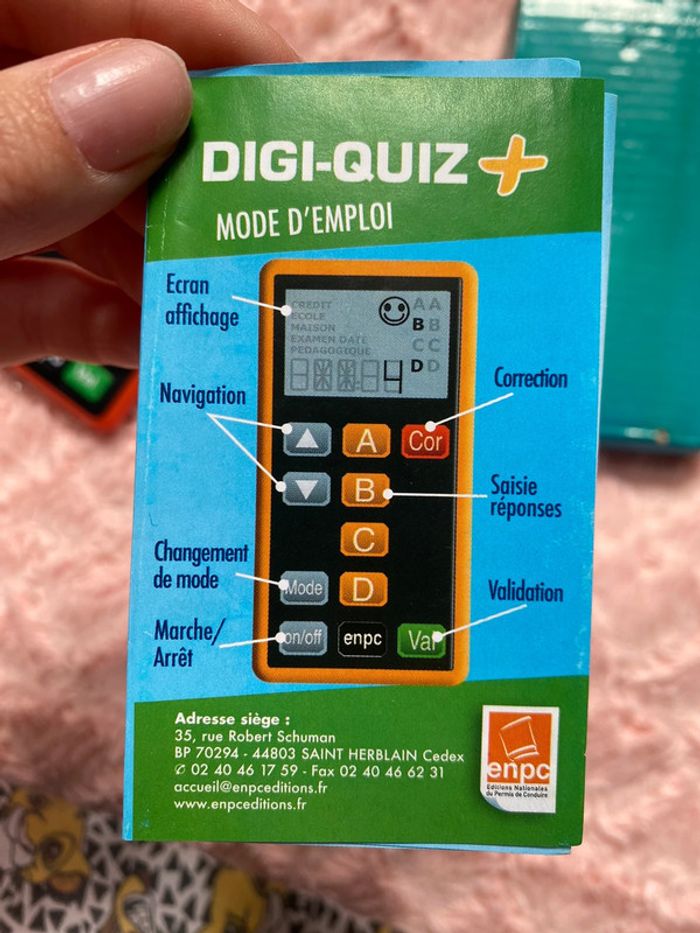 DIGI-QUIZ +
MODE D'EMPLOI
Ecran
affichage
CREDIT
ECOLE
MAISON
EXAMEN DATE
PEDAGOGIQUE
A A
B B
C C
D D
4
Navigation
Correction
A
Cor
B
Saisie
réponses
C
Changement
de mode
Mode
D
Validation
Marche/
Arrêt
on/off
enpc
Val
Adresse siège :
35, rue Robert Schuman
BP 70294 - 44803 SAINT HERBLAIN Cedex
✆ 02 40 46 17 59 - Fax 02 40 46 62 31
accueil@enpceditions.fr
www.enpceditions.fr
enpc
Editions Nationales
du Permis de Conduire